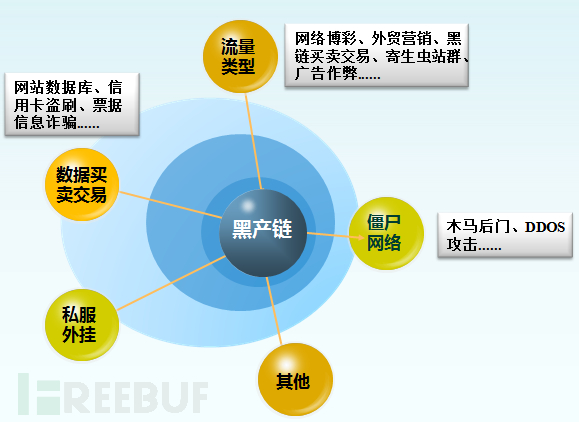 流量
类型
网络博彩、外贸营销、黑
链买卖交易、寄生虫站群、
广告作弊......
网站数据库、信
用卡盗刷、票据
信息诈骗......
数据买
卖交易
黑产链
僵尸
网络
木马后门、DDOS
攻击......
私服
外挂
其他
FREEBUF